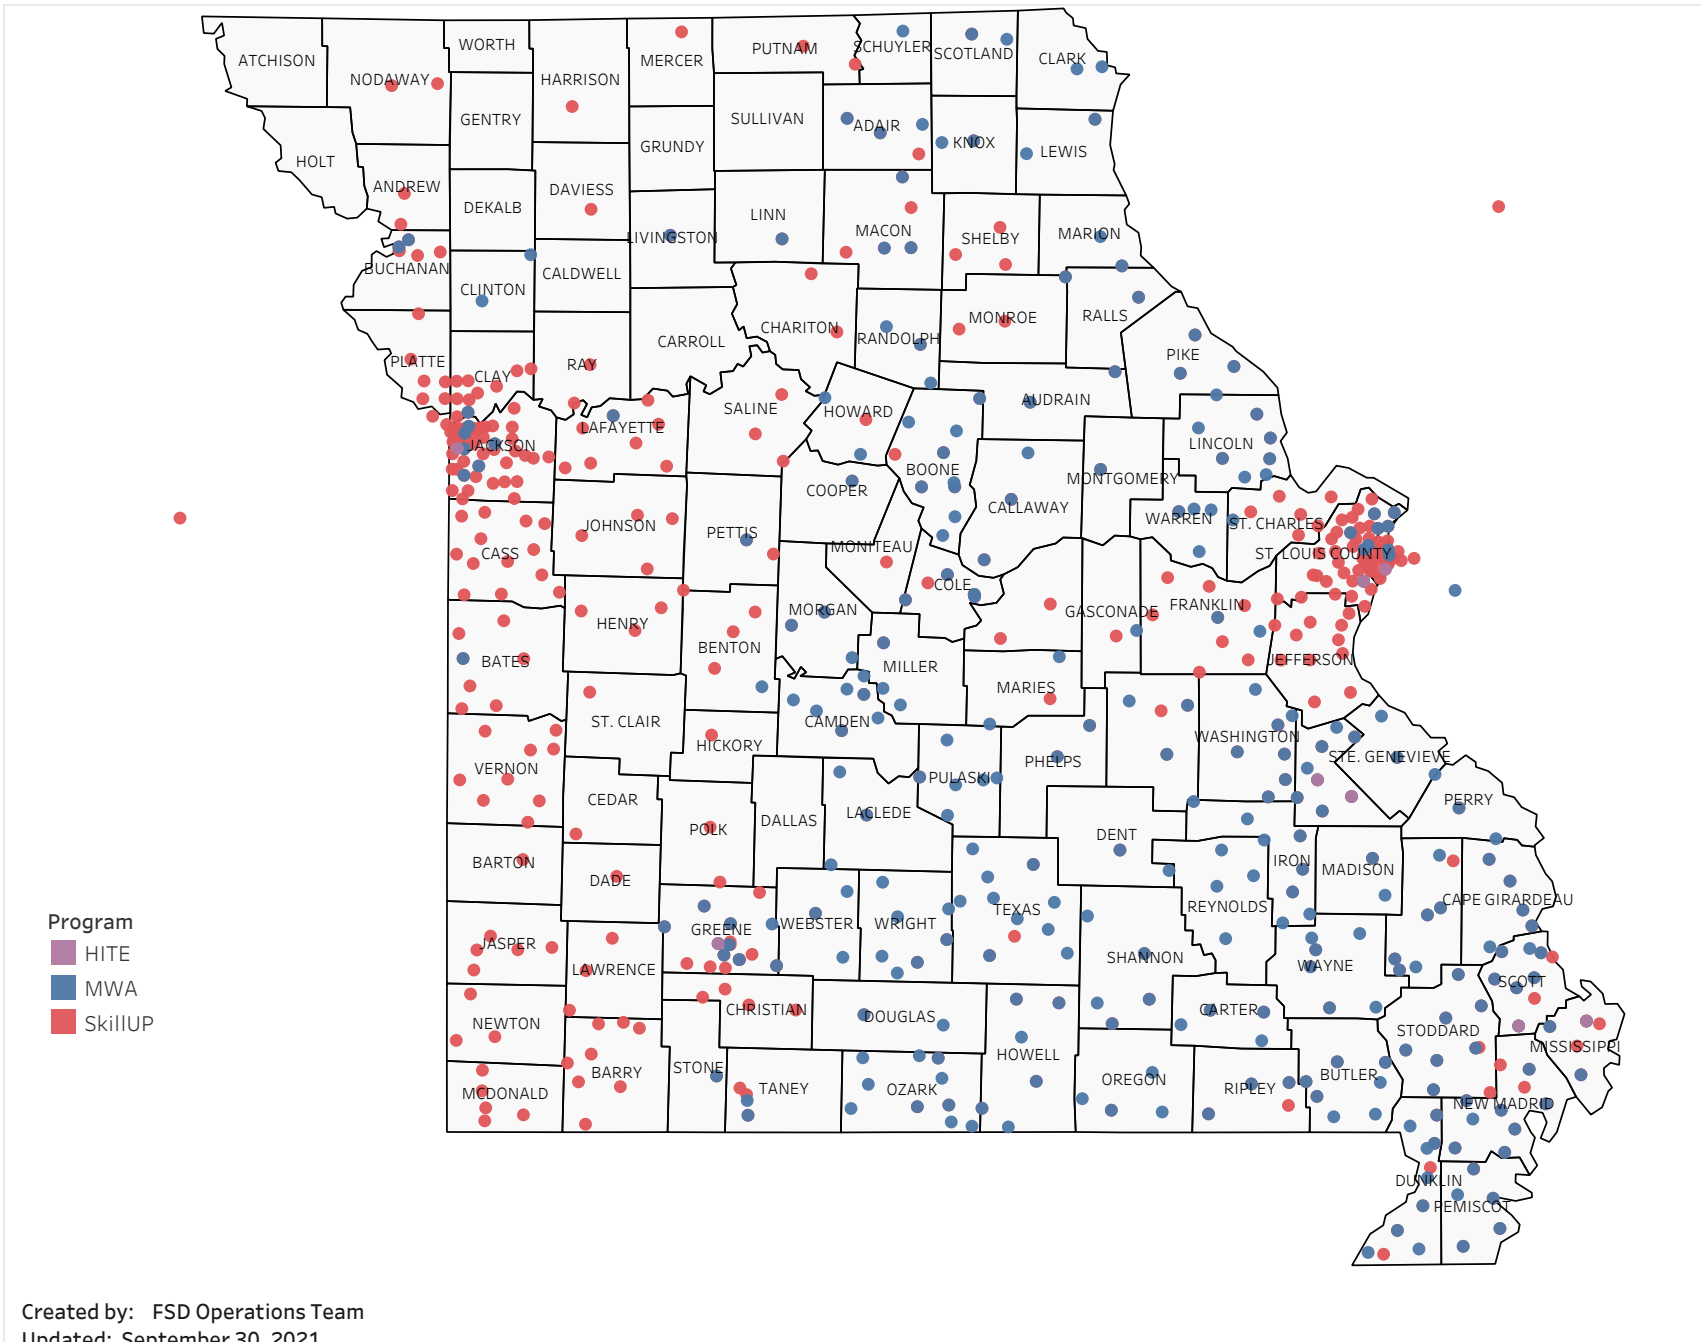 WORTH
ATCHISON
NODAWAY
HARRISON
MERCER
PUTNAM
SCHUYLER
SCOTLAND
CLARK
GENTRY
SULLIVAN
ADAIR
KNOX
LEWIS
HOLT
GRUNDY
ANDREW
DEKALB
DAVIESS
LINN
MACON
SHELBY
MARION
LIVINGSTON
BUCHANAN
CLINTON
CALDWELL
CHARITON
RANDOLPH
MONROE
RALLS
CARROLL
PLATTE
CLAY
RAY
PIKE
SALINE
HOWARD
AUDRAIN
LAFAYETTE
JACKSON
BOONE
LINCOLN
MONTGOMERY
COOPER
CALLAWAY
WARREN
ST. CHARLES
JOHNSON
PETTIS
MONITEAU
CASS
ST. LOUIS COUNTY
COLE
MORGAN
GASCONADE
FRANKLIN
HENRY
BENTON
BATES
MILLER
JEFFERSON
MARIES
ST. CLAIR
CAMDEN
HICKORY
WASHINGTON
STE. GENEVIEVE
VERNON
PULASKI
PHELPS
CEDAR
PERRY
POLK
DALLAS
LACLEDE
DENT
BARTON
DADE
IRON
MADISON
CAPE GIRARDEAU
REYNOLDS
TEXAS
Program
GREENE
WEBSTER
WRIGHT
JASPER
HITE
LAWRENCE
SHANNON
WAYNE
MWA
SCOTT
SkillUP
NEWTON
CHRISTIAN
DOUGLAS
CARTER
STODDARD
MISSISSIPPI
HOWELL
STONE
BARRY
BUTLER
MCDONALD
TANEY
OZARK
OREGON
RIPLEY
NEW MADRID
DUNKLIN
PEMISCOT
Created by: FSD Operations Team
Updated: September 30, 2021